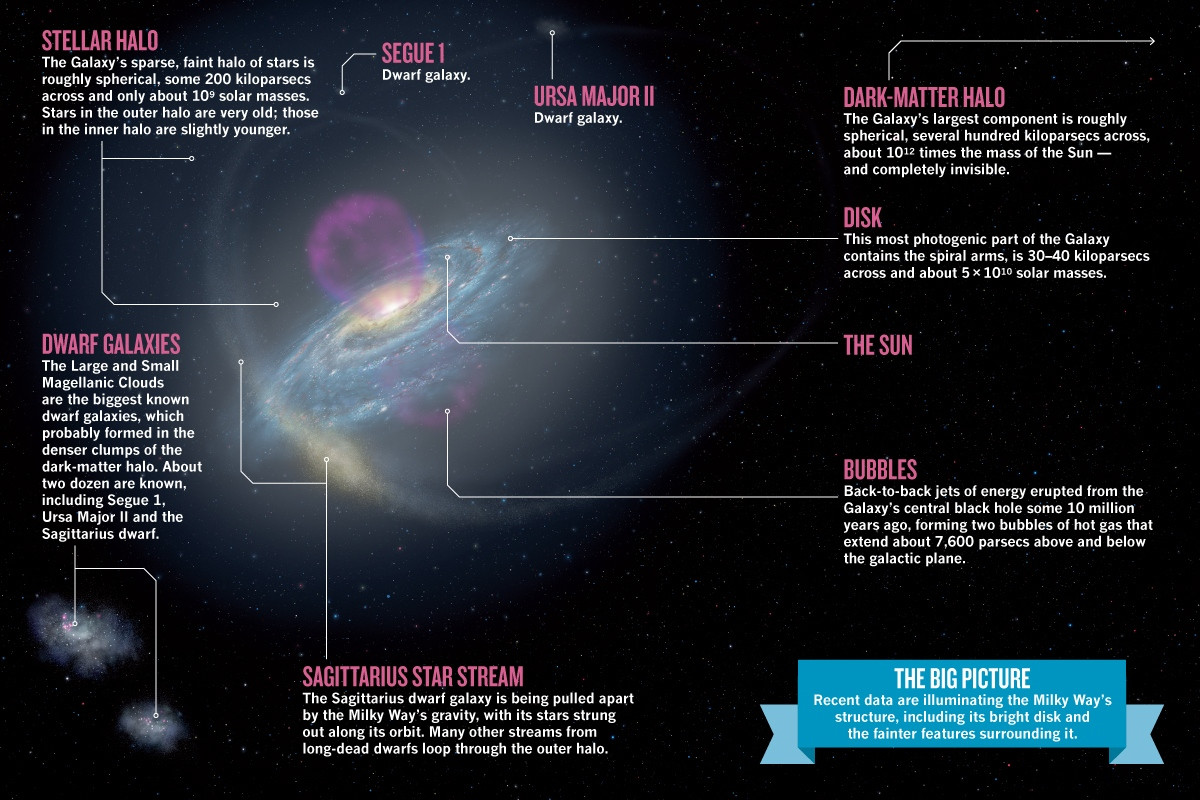 STELLAR HALO
The Galaxy's sparse, faint halo of stars is
roughly spherical, some 200 kiloparsecs
across and only about 10⁹ solar masses.
Stars in the outer halo are very old; those
in the inner halo are slightly younger.
SEGUE 1
Dwarf galaxy.
URSA MAJOR II
Dwarf galaxy.
DARK-MATTER HALO
The Galaxy's largest component is roughly
spherical, several hundred kiloparsecs across,
about 10¹² times the mass of the Sun —
and completely invisible.
DISK
This most photogenic part of the Galaxy
contains the spiral arms, is 30–40 kiloparsecs
across and about 5 × 10¹⁰ solar masses.
THE SUN
DWARF GALAXIES
The Large and Small
Magellanic Clouds
are the biggest known
dwarf galaxies, which
probably formed in the
denser clumps of the
dark-matter halo. About
two dozen are known,
including Segue 1,
Ursa Major II and the
Sagittarius dwarf.
BUBBLES
Back-to-back jets of energy erupted from the
Galaxy's central black hole some 10 million
years ago, forming two bubbles of hot gas that
extend about 7,600 parsecs above and below
the galactic plane.
SAGITTARIUS STAR STREAM
The Sagittarius dwarf galaxy is being pulled apart
by the Milky Way's gravity, with its stars strung
out along its orbit. Many other streams from
long-dead dwarfs loop through the outer halo.
THE BIG PICTURE
Recent data are illuminating the Milky Way's
structure, including its bright disk and
the fainter features surrounding it.